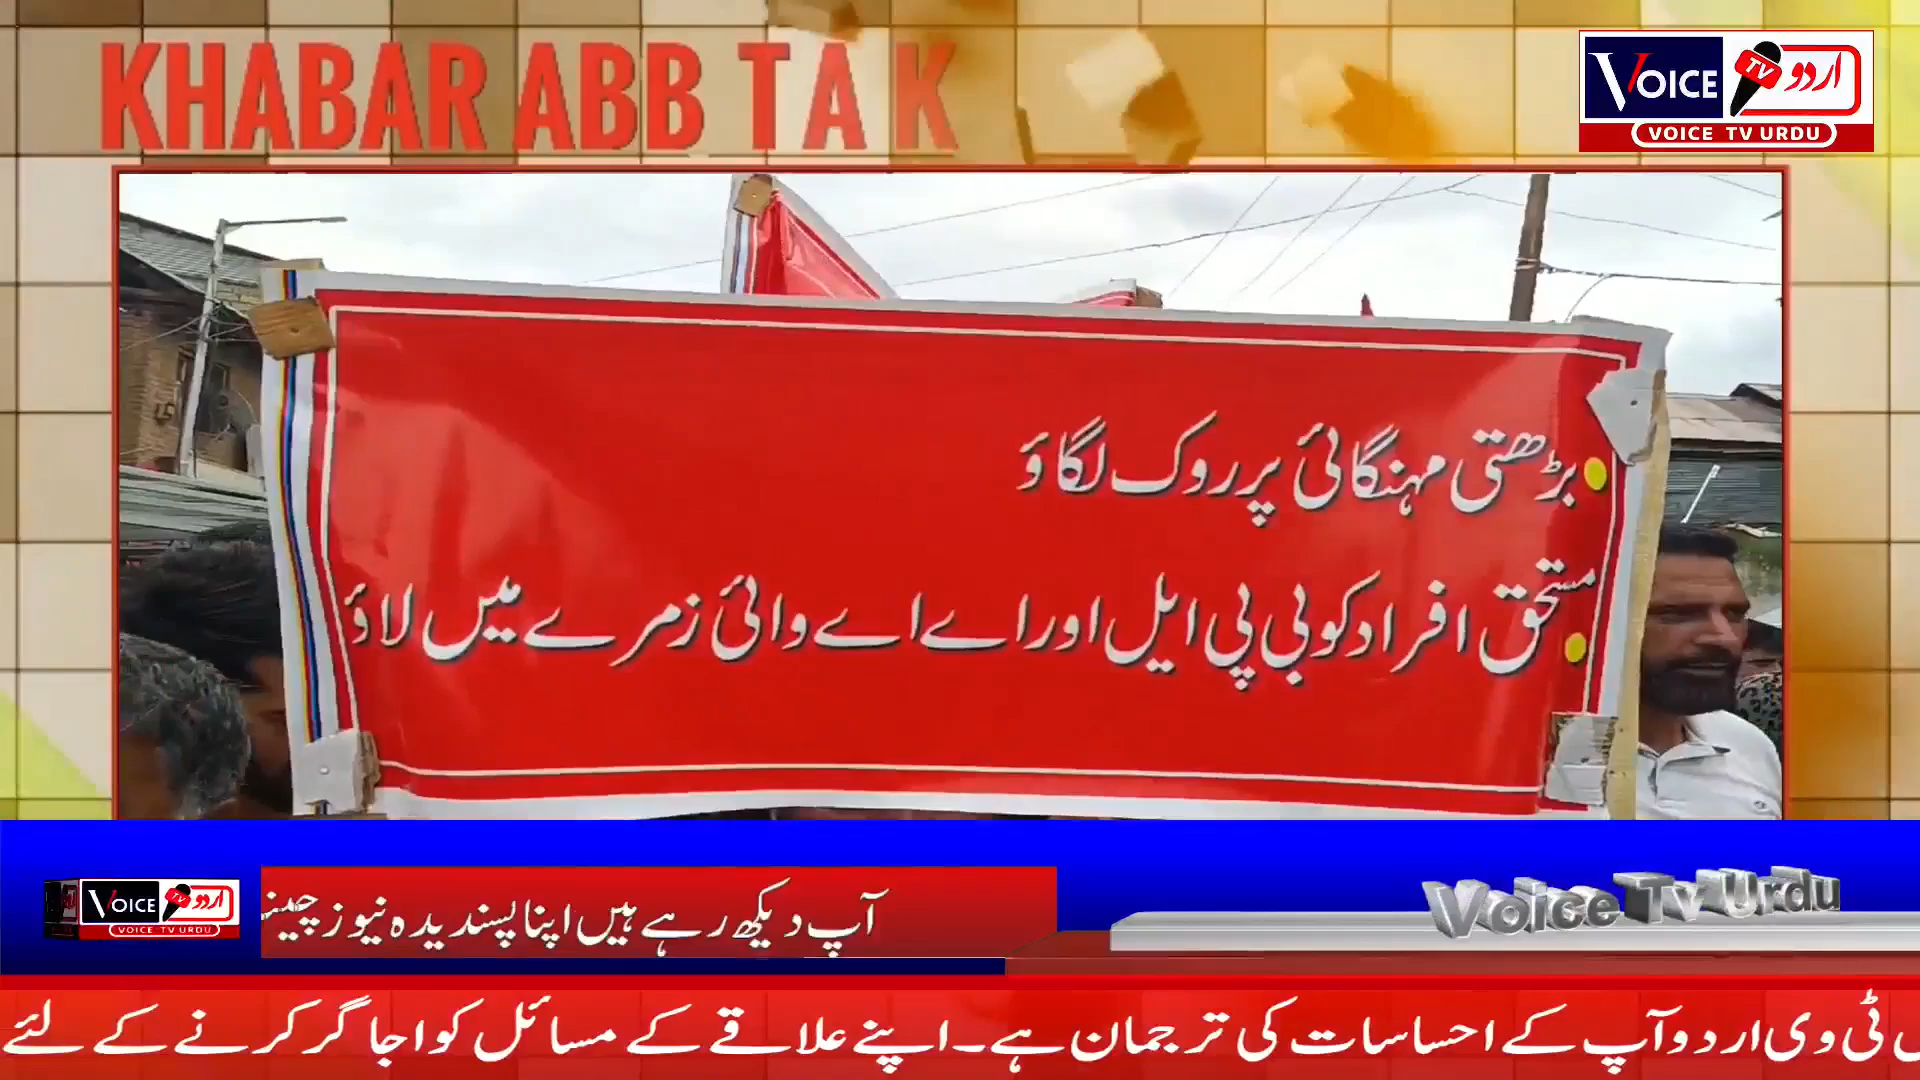 KHABAR ABB TAK
VOICE TV اردو
VOICE TV URDU
بڑھتی مہنگائی پر روک لگاؤ
مستحق افراد کو بی پی ایل اور اے اے وائی زمرے میں لاؤ
VOICE TV اردو
VOICE TV URDU
آپ دیکھ رہے ہیں اپنا پسندیدہ نیوز
Voice Tv Urdu
ٹی وی اردو آپ کے احساسات کی ترجمان ہے۔ اپنے علاقے کے مسائل کو اجاگر کرنے کے لئے